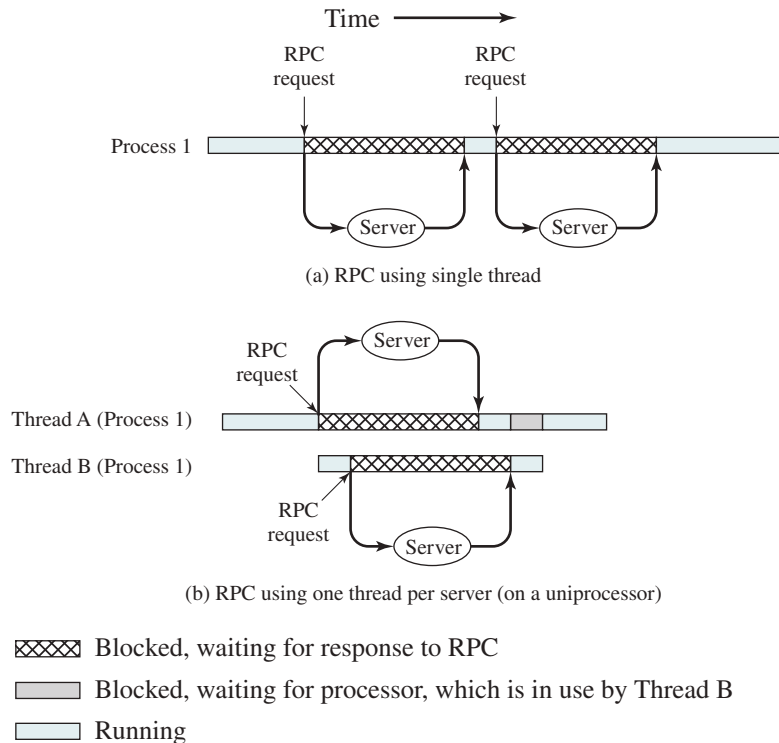 Time
RPC
request
RPC
request
Process 1
Server
Server
(a) RPC using single thread
Server
RPC
request
Thread A (Process 1)
Thread B (Process 1)
RPC
request
Server
(b) RPC using one thread per server (on a uniprocessor)
Blocked, waiting for response to RPC
Blocked, waiting for processor, which is in use by Thread B
Running